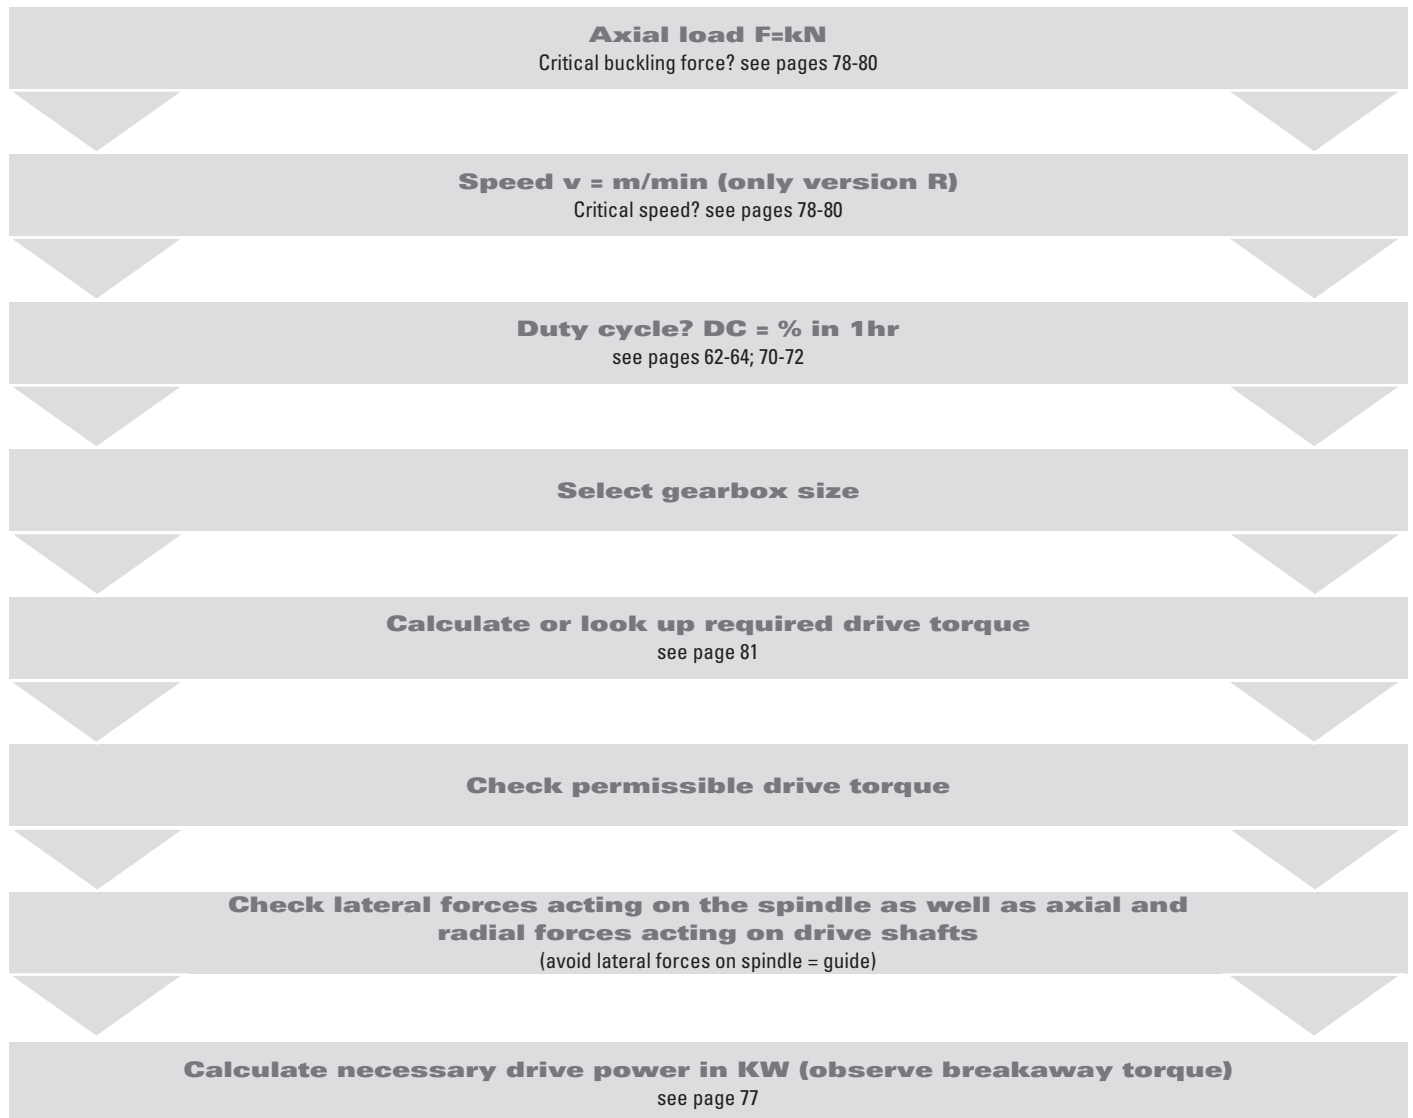 Axial load F=kN
Critical buckling force? see pages 78-80
Speed v = m/min (only version R)
Critical speed? see pages 78-80
Duty cycle? DC = % in 1hr
see pages 62-64; 70-72
Select gearbox size
Calculate or look up required drive torque
see page 81
Check permissible drive torque
Check lateral forces acting on the spindle as well as axial and
radial forces acting on drive shafts
(avoid lateral forces on spindle = guide)
Calculate necessary drive power in KW (observe breakaway torque)
see page 77